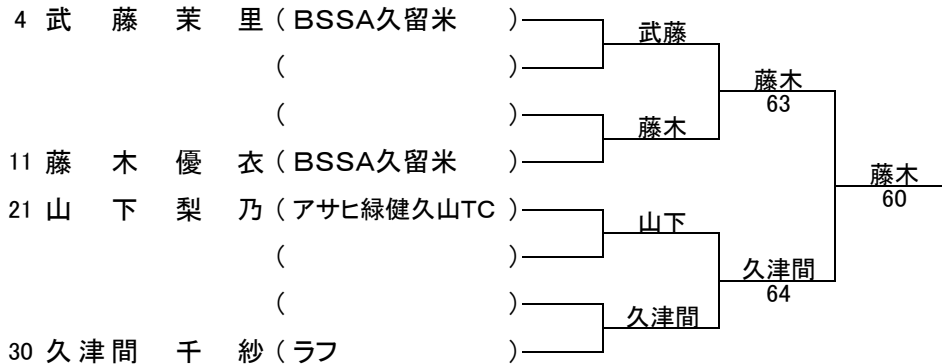 4 武藤茉里(BSSA久留米)
武藤
( )
藤木
63
( )
藤木
11 藤木優衣(BSSA久留米)
藤木
60
21 山下梨乃(アサヒ緑健久山TC)
山下
( )
久津間
64
( )
久津間
30 久津間千紗(ラフ)